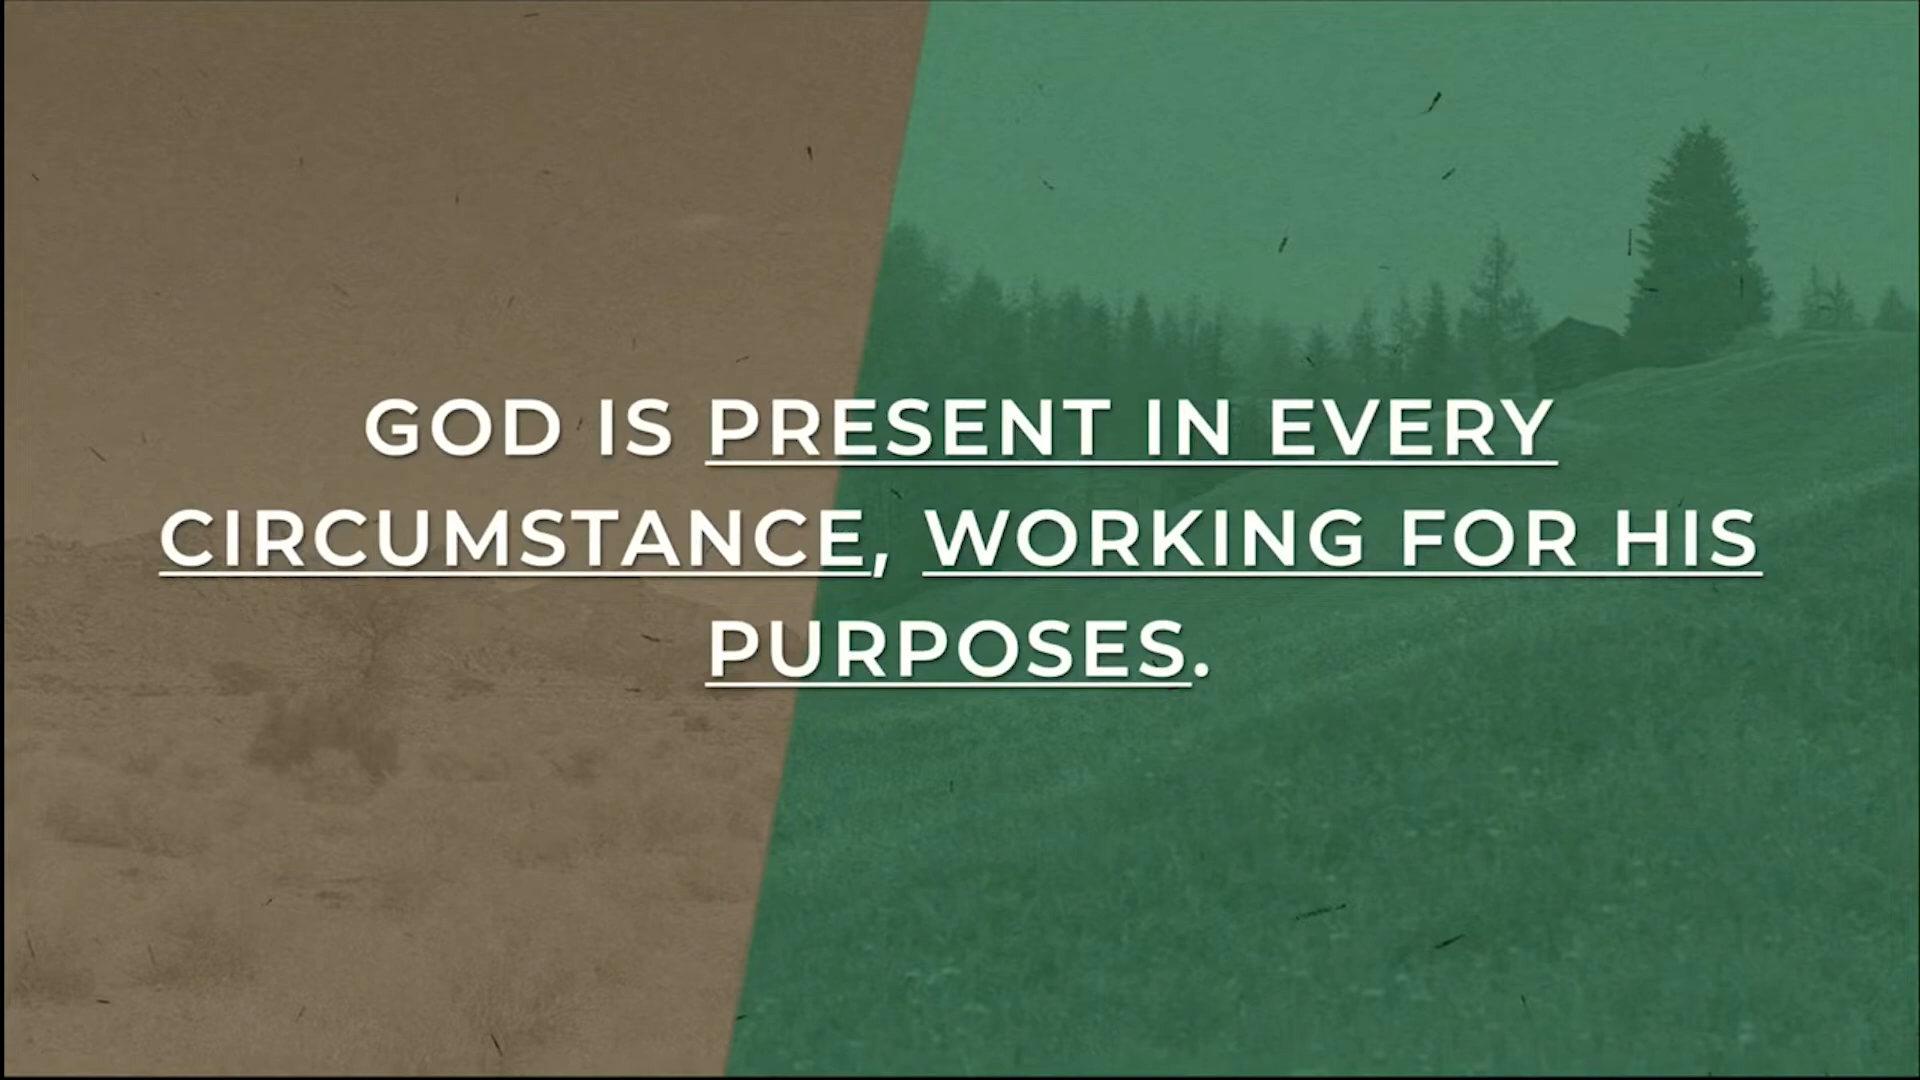 GOD IS PRESENT IN EVERY
CIRCUMSTANCE, WORKING FOR HIS
PURPOSES.